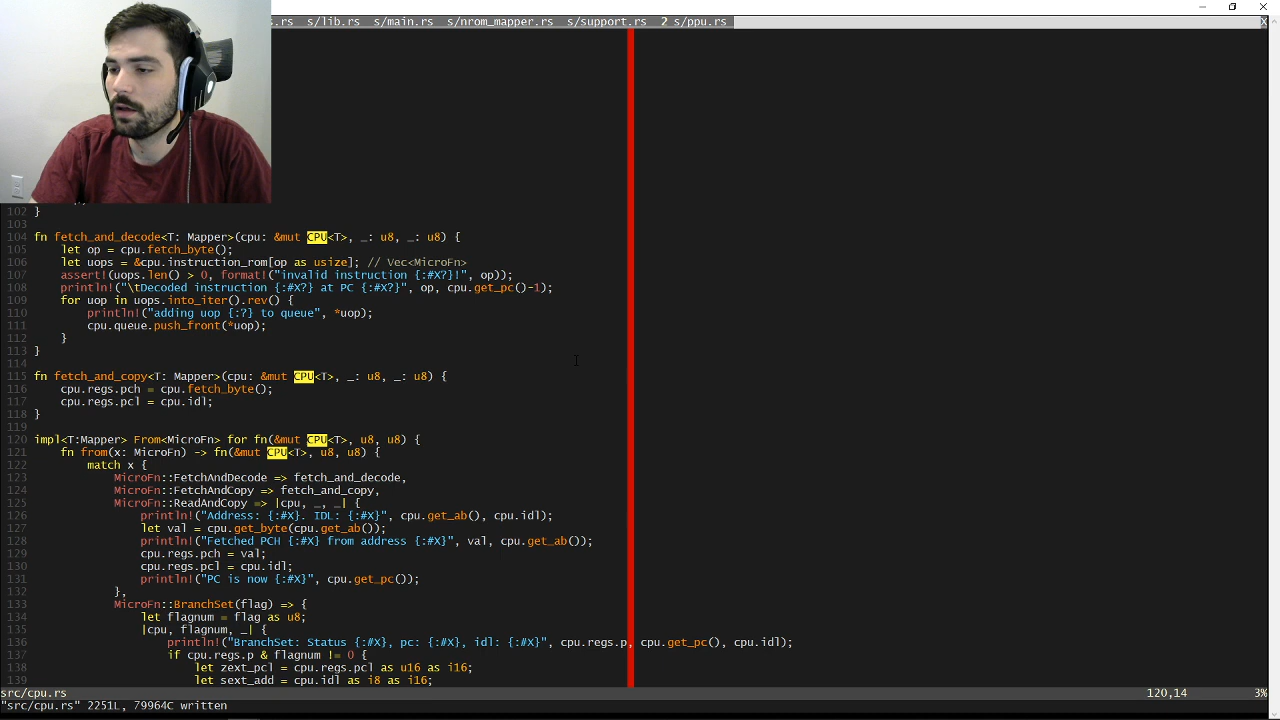 .rs s/lib.rs s/main.rs s/nrom_mapper.rs s/support.rs 2 s/ppu.rs X
102 }
103
104 fn fetch_and_decode<T: Mapper>(cpu: &mut CPU<T>, _: u8, _: u8) {
105     let op = cpu.fetch_byte();
106     let uops = &cpu.instruction_rom[op as usize]; // Vec<MicroFn>
107     assert!(uops.len() > 0, format!("invalid instruction {:#X?}!", op));
108     println!("\tDecoded instruction {:#X?} at PC {:#X?}", op, cpu.get_pc()-1);
109     for uop in uops.into_iter().rev() {
110         println!("adding uop {:?} to queue", *uop);
111         cpu.queue.push_front(*uop);
112     }
113 }
114
115 fn fetch_and_copy<T: Mapper>(cpu: &mut CPU<T>, _: u8, _: u8) {
116     cpu.regs.pch = cpu.fetch_byte();
117     cpu.regs.pcl = cpu.idl;
118 }
119
120 impl<T:Mapper> From<MicroFn> for fn(&mut CPU<T>, u8, u8) {
121     fn from(x: MicroFn) -> fn(&mut CPU<T>, u8, u8) {
122         match x {
123             MicroFn::FetchAndDecode => fetch_and_decode,
124             MicroFn::FetchAndCopy => fetch_and_copy,
125             MicroFn::ReadAndCopy => |cpu, _, _| {
126                 println!("Address: {:#X}. IDL: {:#X}", cpu.get_ab(), cpu.idl);
127                 let val = cpu.get_byte(cpu.get_ab());
128                 println!("Fetched PCH {:#X} from address {:#X}", val, cpu.get_ab());
129                 cpu.regs.pch = val;
130                 cpu.regs.pcl = cpu.idl;
131                 println!("PC is now {:#X}", cpu.get_pc());
132             },
133             MicroFn::BranchSet(flag) => {
134                 let flagnum = flag as u8;
135                 |cpu, flagnum, _| {
136                     println!("BranchSet: Status {:#X}, pc: {:#X}, idl: {:#X}", cpu.regs.p, cpu.get_pc(), cpu.idl);
137                     if cpu.regs.p & flagnum != 0 {
138                         let zext_pcl = cpu.regs.pcl as u16 as i16;
139                         let sext_add = cpu.idl as i8 as i16;
src/cpu.rs 120,14 3%
"src/cpu.rs" 2251L, 79964C written